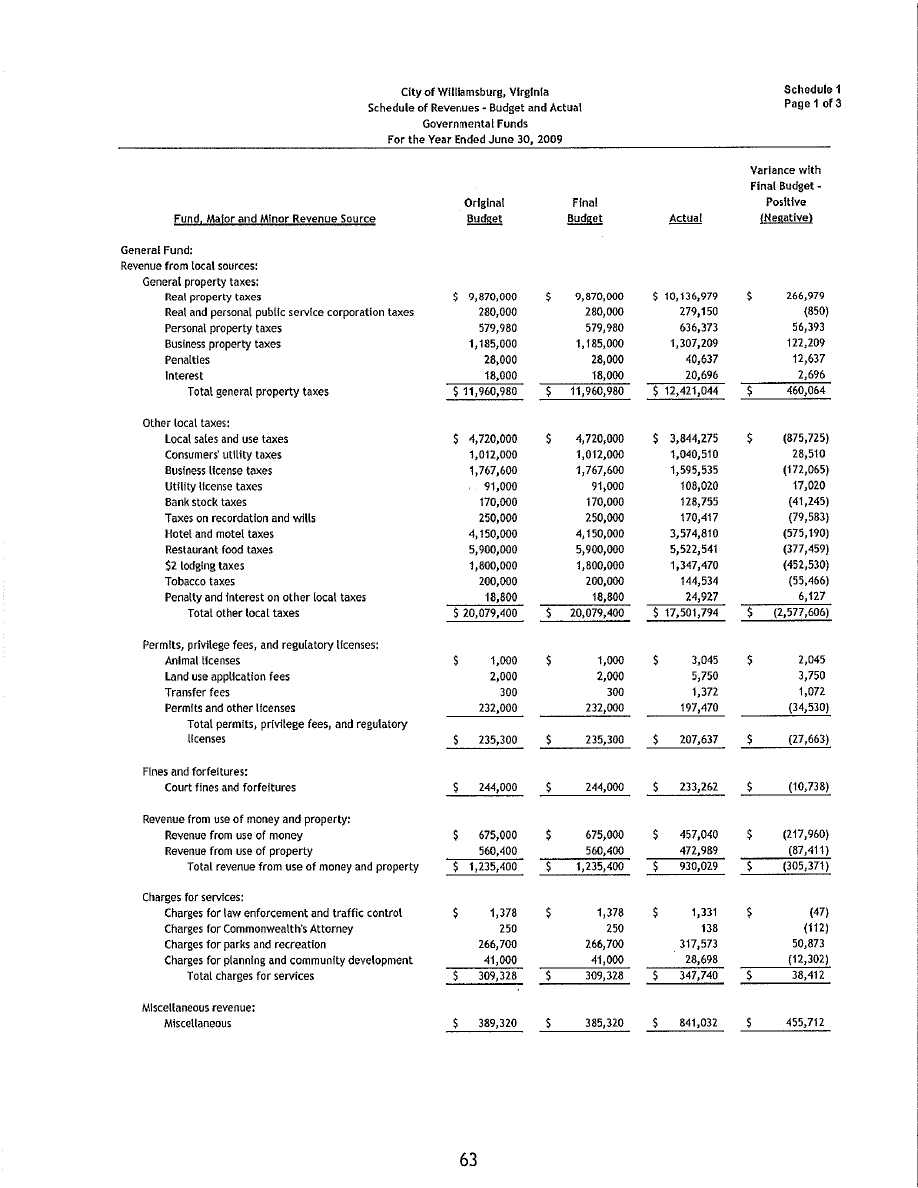 City of Williamsburg, Virginia
Schedule of Revenues - Budget and Actual
Governmental Funds
For the Year Ended June 30, 2009
Schedule 1
Page 1 of 3
Variance with
Final Budget -
Original Final Positive
Fund, Major and Minor Revenue Source Budget Budget Actual (Negative)
General Fund:
Revenue from local sources:
General property taxes:
Real property taxes $ 9,870,000 $ 9,870,000 $ 10,136,979 $ 266,979
Real and personal public service corporation taxes 280,000 280,000 279,150 (850)
Personal property taxes 579,980 579,980 636,373 56,393
Business property taxes 1,185,000 1,185,000 1,307,209 122,209
Penalties 28,000 28,000 40,637 12,637
Interest 18,000 18,000 20,696 2,696
Total general property taxes $ 11,960,980 $ 11,960,980 $ 12,421,044 $ 460,064
Other local taxes:
Local sales and use taxes $ 4,720,000 $ 4,720,000 $ 3,844,275 $ (875,725)
Consumers' utility taxes 1,012,000 1,012,000 1,040,510 28,510
Business license taxes 1,767,600 1,767,600 1,595,535 (172,065)
Utility license taxes 91,000 91,000 108,020 17,020
Bank stock taxes 170,000 170,000 128,755 (41,245)
Taxes on recordation and wills 250,000 250,000 170,417 (79,583)
Hotel and motel taxes 4,150,000 4,150,000 3,574,810 (575,190)
Restaurant food taxes 5,900,000 5,900,000 5,522,541 (377,459)
$2 lodging taxes 1,800,000 1,800,000 1,347,470 (452,530)
Tobacco taxes 200,000 200,000 144,534 (55,466)
Penalty and interest on other local taxes 18,800 18,800 24,927 6,127
Total other local taxes $ 20,079,400 $ 20,079,400 $ 17,501,794 $ (2,577,606)
Permits, privilege fees, and regulatory licenses:
Animal licenses $ 1,000 $ 1,000 $ 3,045 $ 2,045
Land use application fees 2,000 2,000 5,750 3,750
Transfer fees 300 300 1,372 1,072
Permits and other licenses 232,000 232,000 197,470 (34,530)
Total permits, privilege fees, and regulatory
licenses $ 235,300 $ 235,300 $ 207,637 $ (27,663)
Fines and forfeitures:
Court fines and forfeitures $ 244,000 $ 244,000 $ 233,262 $ (10,738)
Revenue from use of money and property:
Revenue from use of money $ 675,000 $ 675,000 $ 457,040 $ (217,960)
Revenue from use of property 560,400 560,400 472,989 (87,411)
Total revenue from use of money and property $ 1,235,400 $ 1,235,400 $ 930,029 $ (305,371)
Charges for services:
Charges for law enforcement and traffic control $ 1,378 $ 1,378 $ 1,331 $ (47)
Charges for Commonwealth's Attorney 250 250 138 (112)
Charges for parks and recreation 266,700 266,700 317,573 50,873
Charges for planning and community development 41,000 41,000 28,698 (12,302)
Total charges for services $ 309,328 $ 309,328 $ 347,740 $ 38,412
Miscellaneous revenue:
Miscellaneous $ 389,320 $ 385,320 $ 841,032 $ 455,712
63